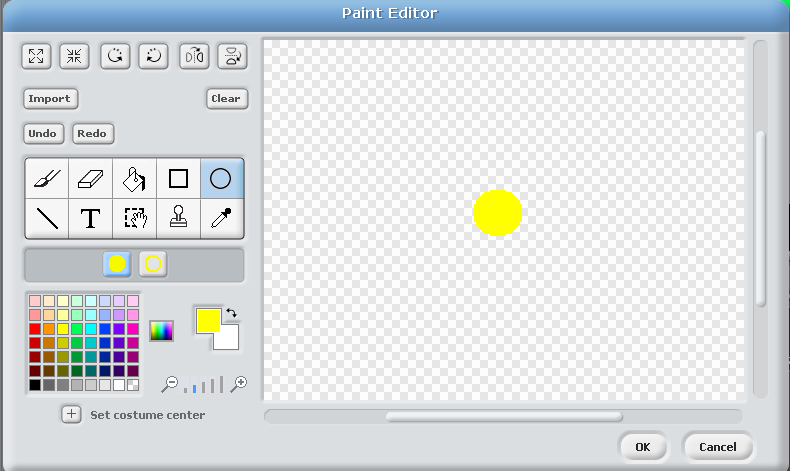 Paint Editor
Import
Clear
Undo
Redo
T
Set costume center
OK
Cancel